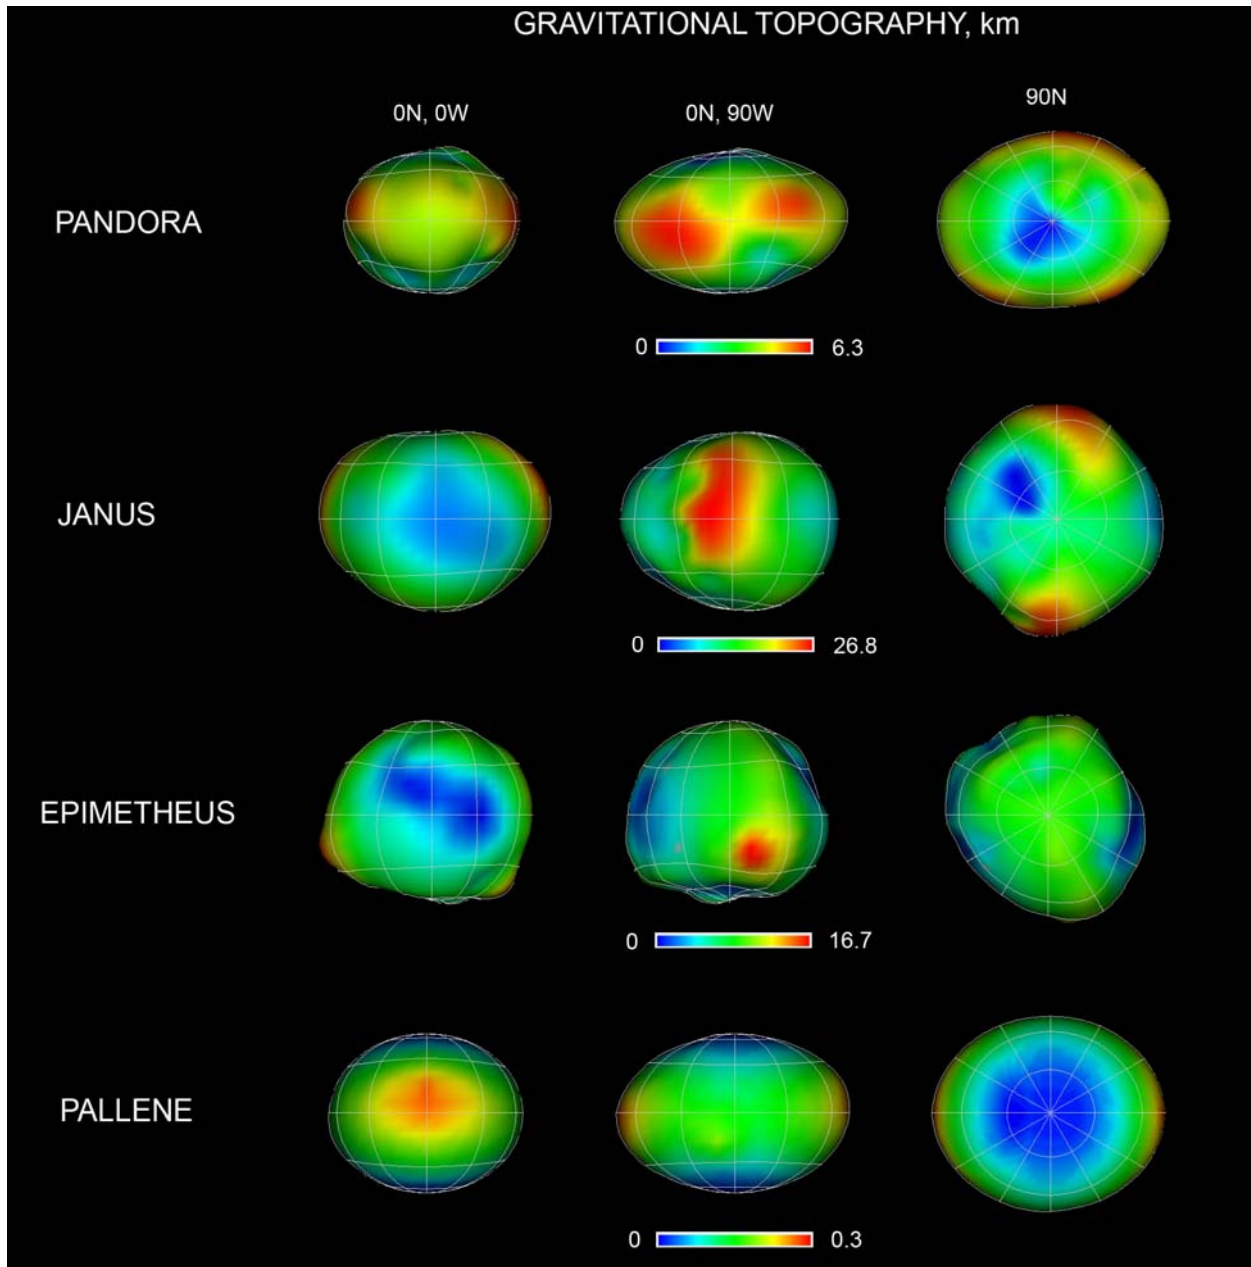 GRAVITATIONAL TOPOGRAPHY, km
0N, 0W
0N, 90W
90N
PANDORA
0 6.3
JANUS
0 26.8
EPIMETHEUS
0 16.7
PALLENE
0 0.3